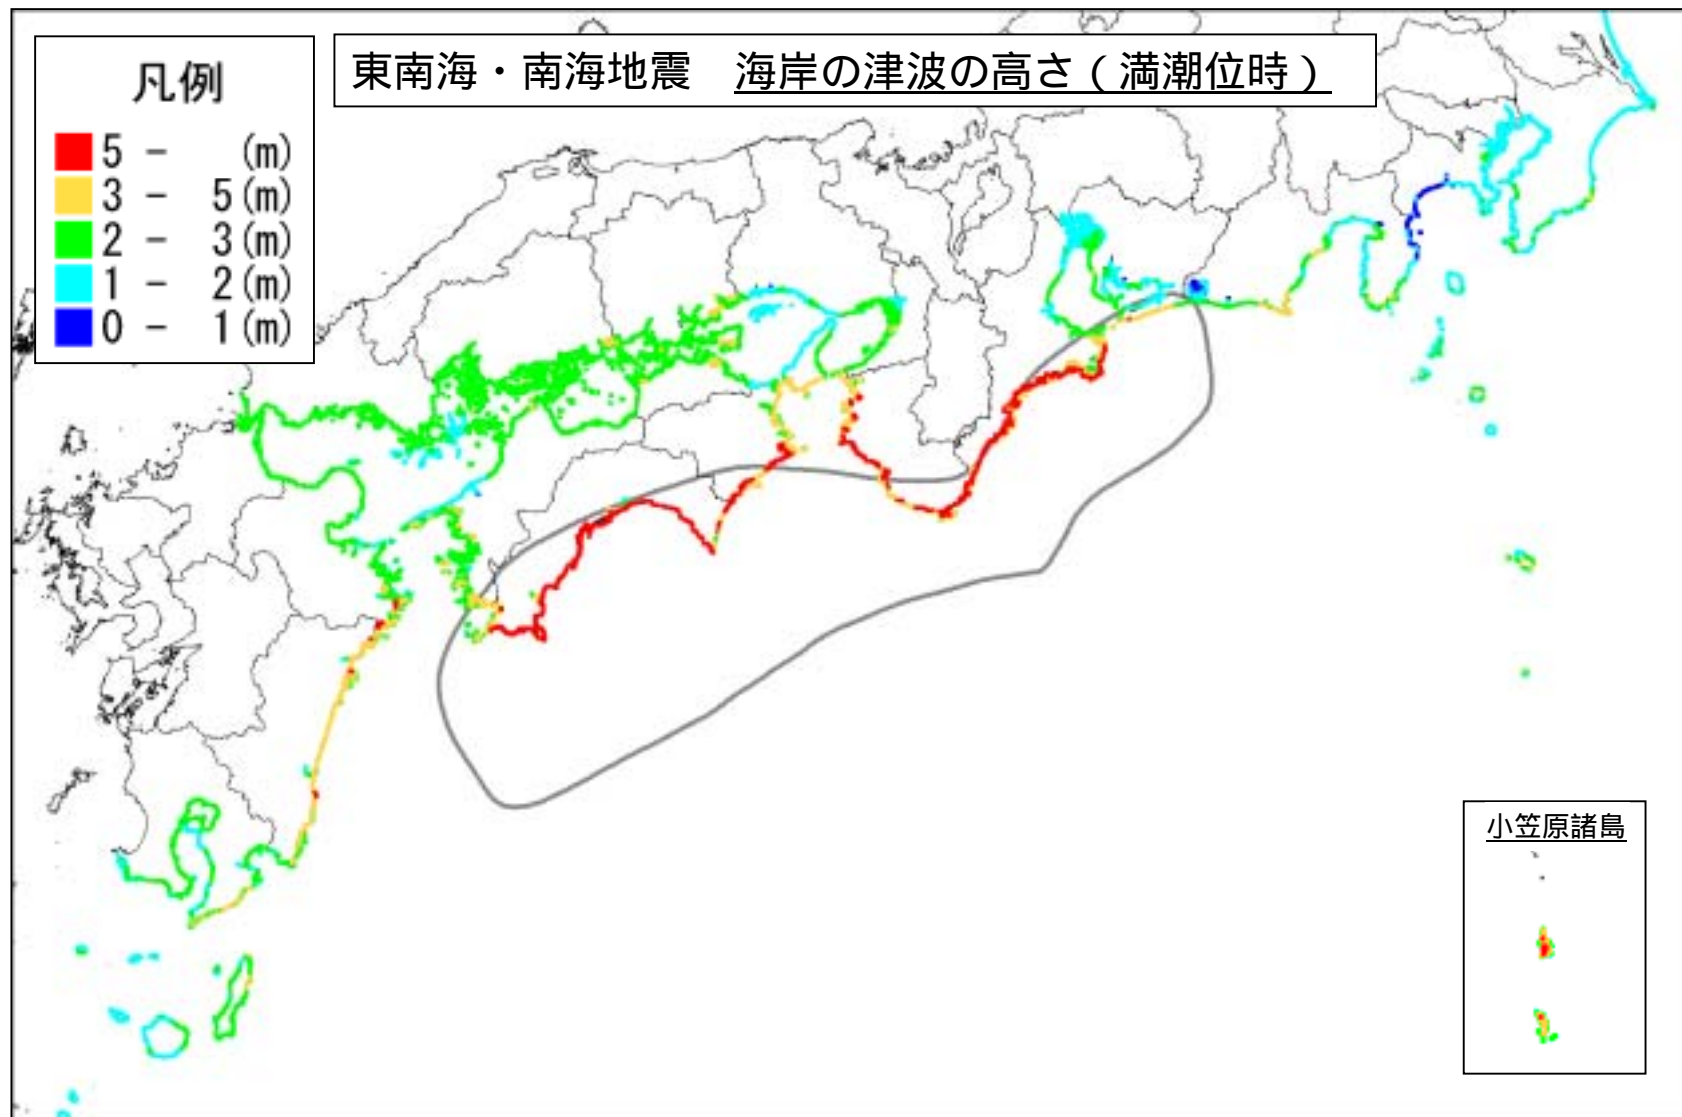 東南海・南海地震　海岸の津波の高さ（満潮位時）
凡例
5 － (m)
3 － 5(m)
2 － 3(m)
1 － 2(m)
0 － 1(m)
小笠原諸島